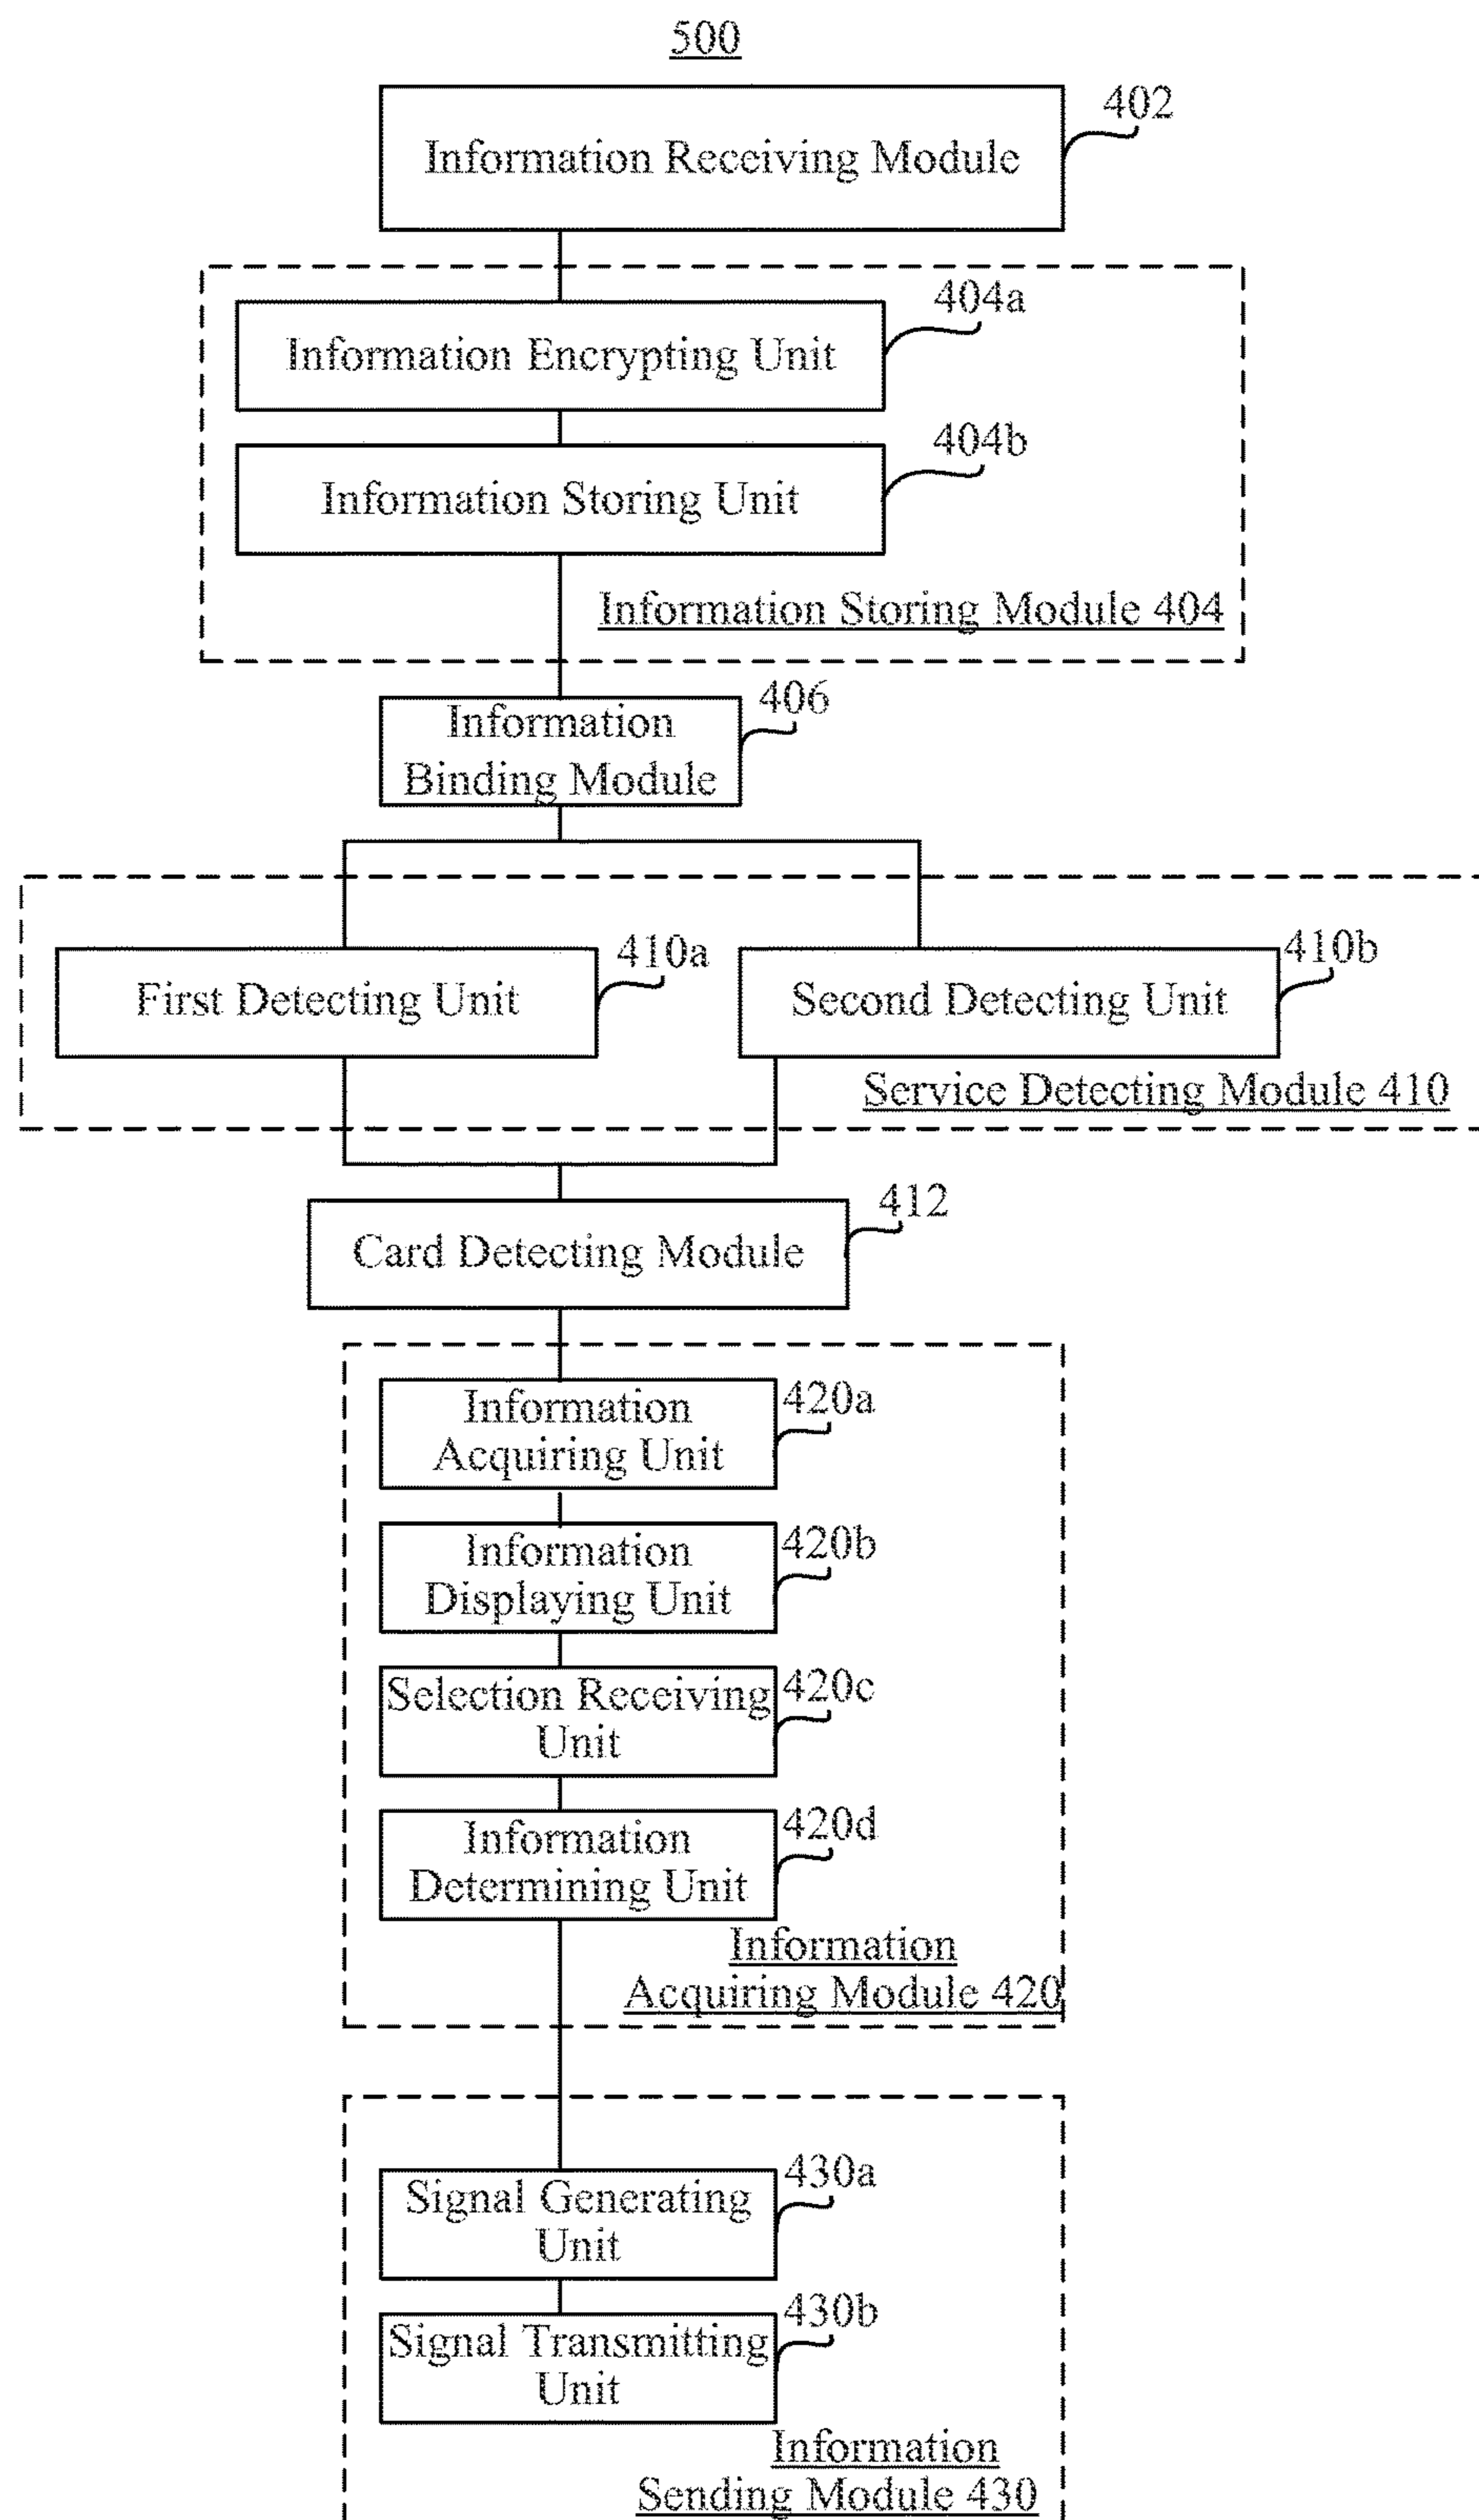 500
402
Information Receiving Module
404a
Information Encrypting Unit
404b
Information Storing Unit
Information Storing Module 404
406
Information
Binding Module
410a
First Detecting Unit
410b
Second Detecting Unit
Service Detecting Module 410
412
Card Detecting Module
420a
Information
Acquiring Unit
420b
Information
Displaying Unit
420c
Selection Receiving
Unit
420d
Information
Determining Unit
Information
Acquiring Module 420
430a
Signal Generating
Unit
430b
Signal Transmitting
Unit
Information
Sending Module 430